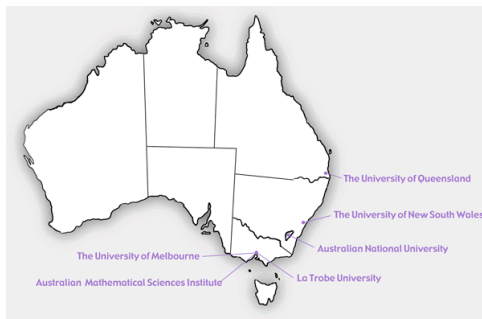 The University of Queensland
The University of New South Wales
Australian National University
The University of Melbourne
La Trobe University
Australian Mathematical Sciences Institute